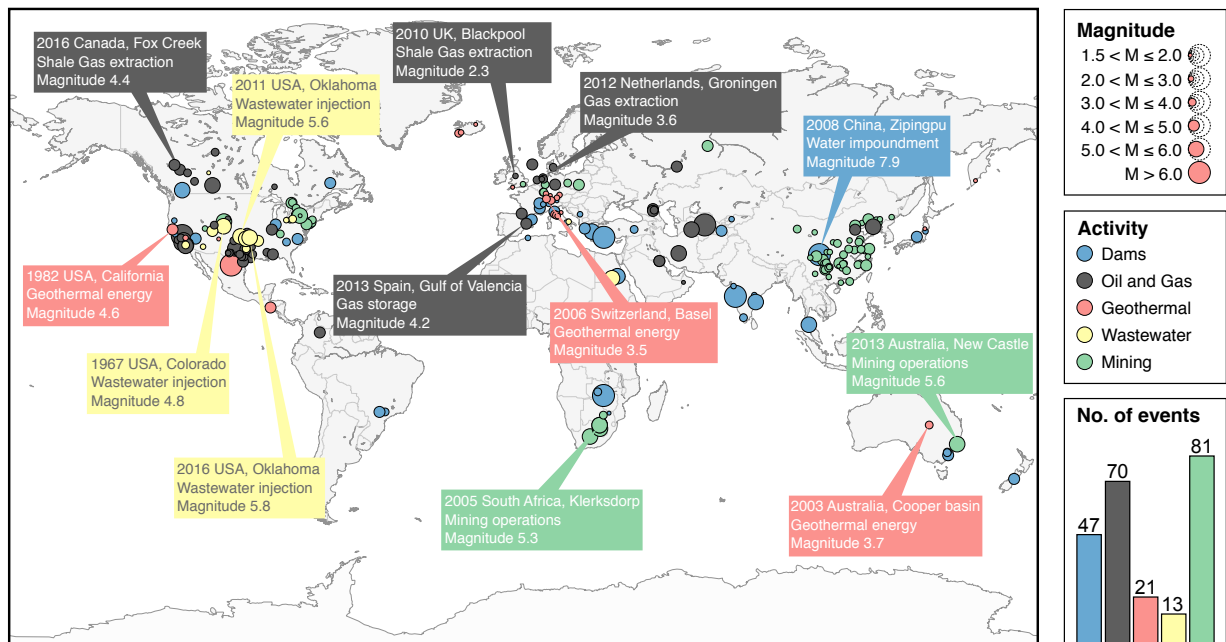 2016 Canada, Fox Creek
Shale Gas extraction
Magnitude 4.4
2010 UK, Blackpool
Shale Gas extraction
Magnitude 2.3
2011 USA, Oklahoma
Wastewater injection
Magnitude 5.6
2012 Netherlands, Groningen
Gas extraction
Magnitude 3.6
2008 China, Zipingpu
Water impoundment
Magnitude 7.9
1982 USA, California
Geothermal energy
Magnitude 4.6
2013 Spain, Gulf of Valencia
Gas storage
Magnitude 4.2
2006 Switzerland, Basel
Geothermal energy
Magnitude 3.5
2013 Australia, New Castle
Mining operations
Magnitude 5.6
1967 USA, Colorado
Wastewater injection
Magnitude 4.8
2016 USA, Oklahoma
Wastewater injection
Magnitude 5.8
2005 South Africa, Klerksdorp
Mining operations
Magnitude 5.3
2003 Australia, Cooper basin
Geothermal energy
Magnitude 3.7
Magnitude
1.5 < M ≤ 2.0
2.0 < M ≤ 3.0
3.0 < M ≤ 4.0
4.0 < M ≤ 5.0
5.0 < M ≤ 6.0
M > 6.0
Activity
Dams
Oil and Gas
Geothermal
Wastewater
Mining
No. of events
47
70
21
13
81